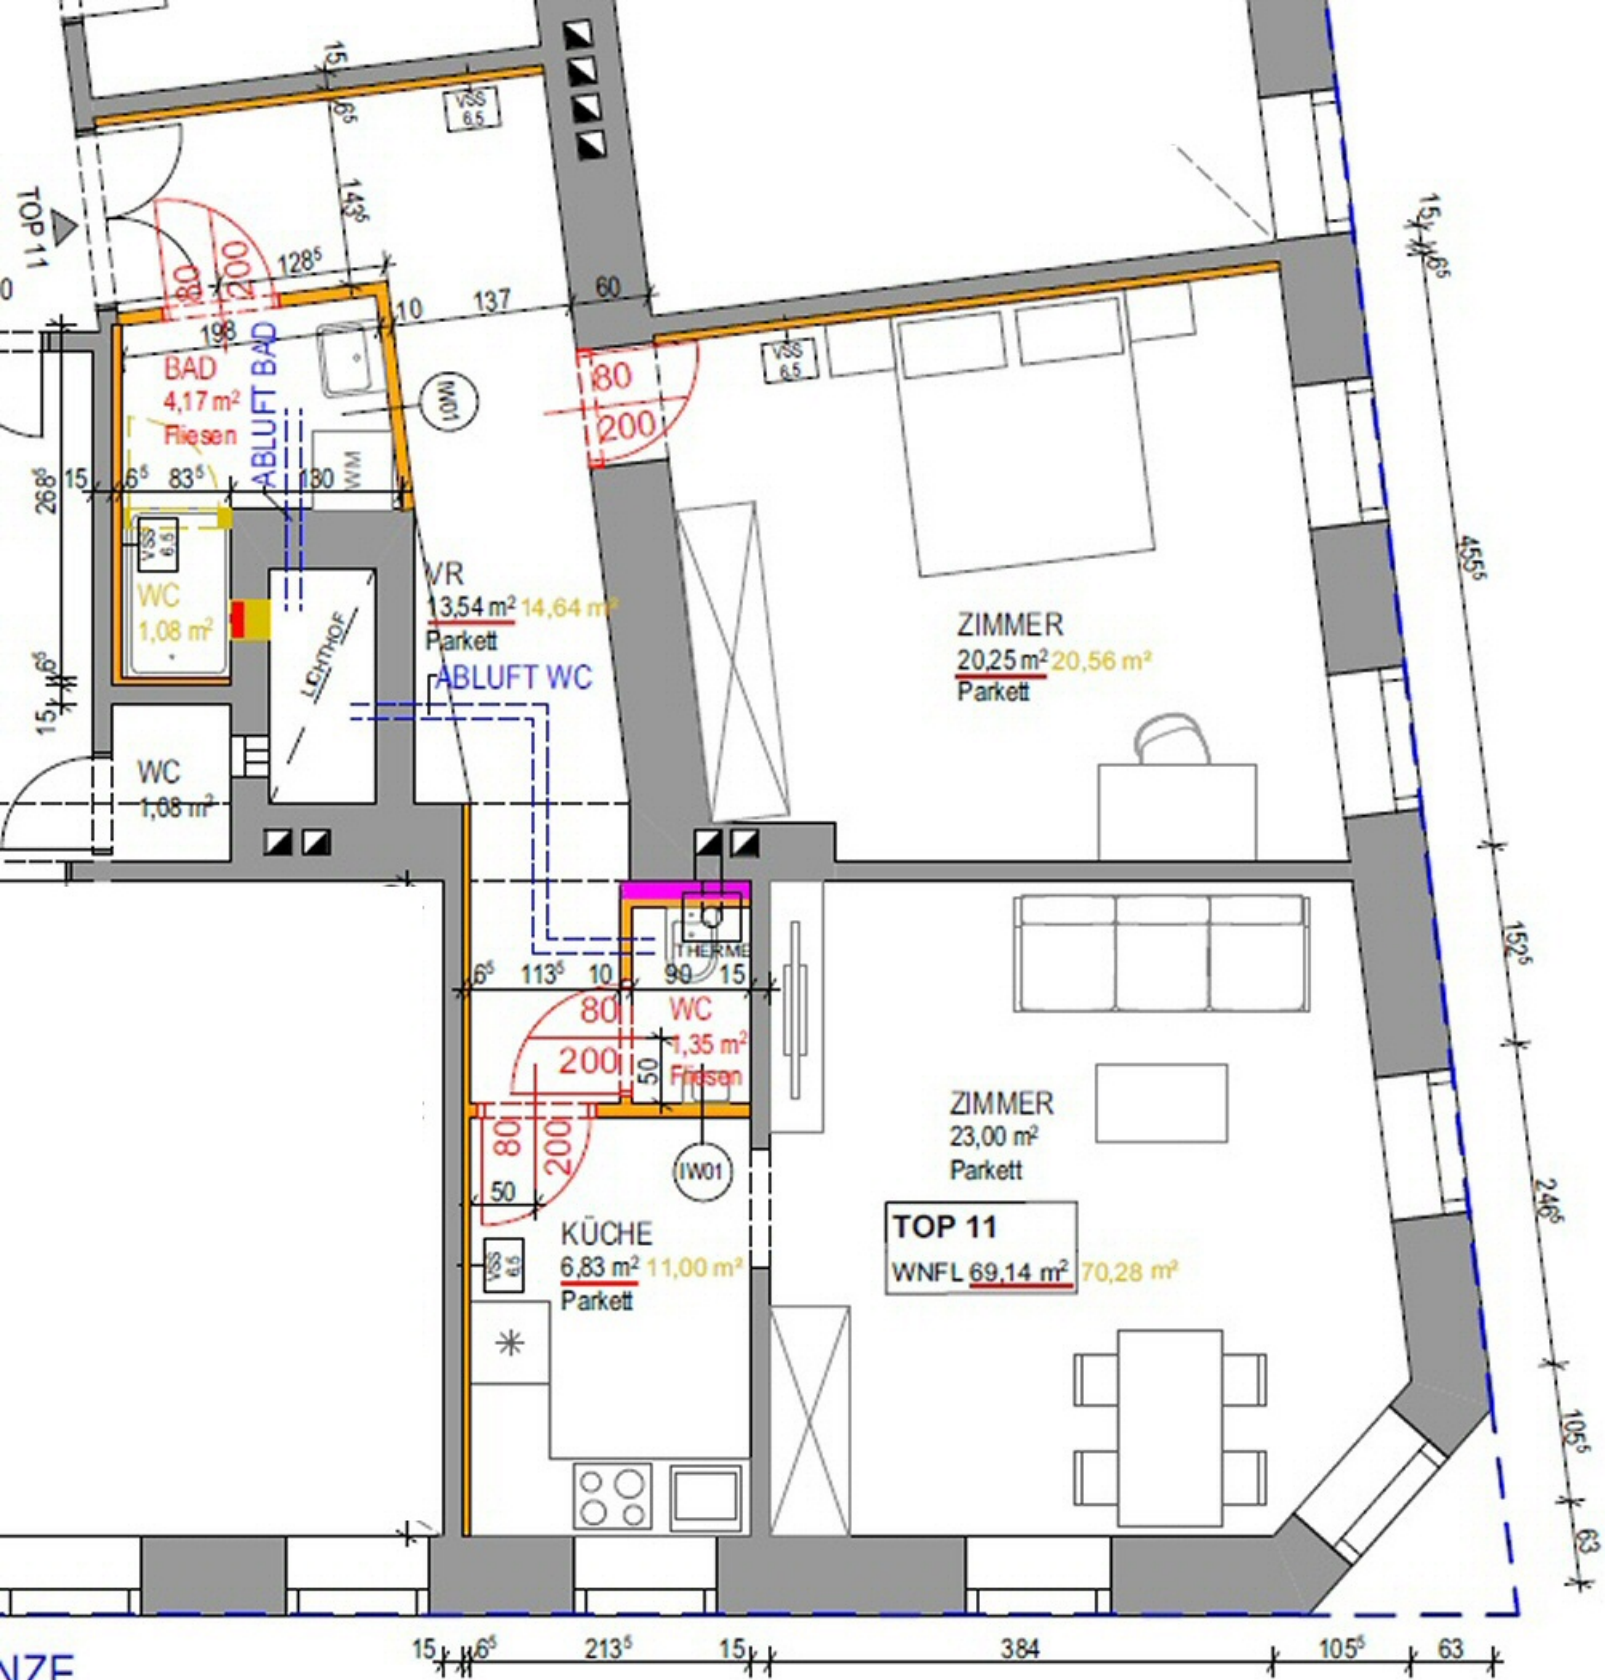 15
6⁵
VSS
6,5
143⁵
TOP 11
80
200
128⁵
10
137
60
198
BAD
4,17 m²
Fliesen
ABLUFT BAD
IW01
WM
80
200
VSS
6,5
15
6⁵
268⁵
15
6⁵
83⁵
130
VSS
6,5
WC
1,08 m²
LICHTHOF
VR
13,54 m² 14,64 m²
Parkett
ABLUFT WC
ZIMMER
20,25 m² 20,56 m²
Parkett
455⁵
6⁵
15
WC
1,08 m²
THERME
6⁵
113⁵
10
90
15
80
200
WC
1,35 m²
Fliesen
50
152⁵
80
200
50
IW01
ZIMMER
23,00 m²
Parkett
246⁵
KÜCHE
6,83 m² 11,00 m²
Parkett
VSS
6,5
TOP 11
WNFL 69,14 m² 70,28 m²
105⁵
63
15
6⁵
213⁵
15
384
105⁵
63
NZE